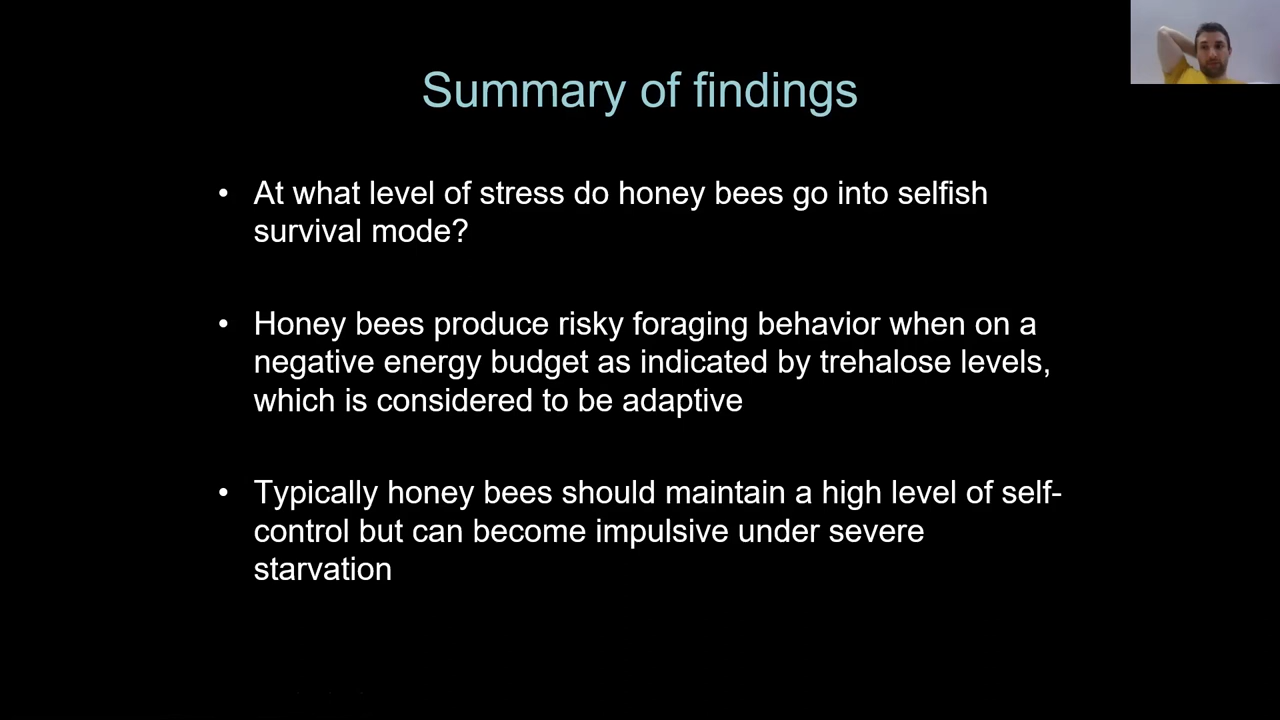 Summary of findings
• At what level of stress do honey bees go into selfish
survival mode?
• Honey bees produce risky foraging behavior when on a
negative energy budget as indicated by trehalose levels,
which is considered to be adaptive
• Typically honey bees should maintain a high level of self-
control but can become impulsive under severe
starvation